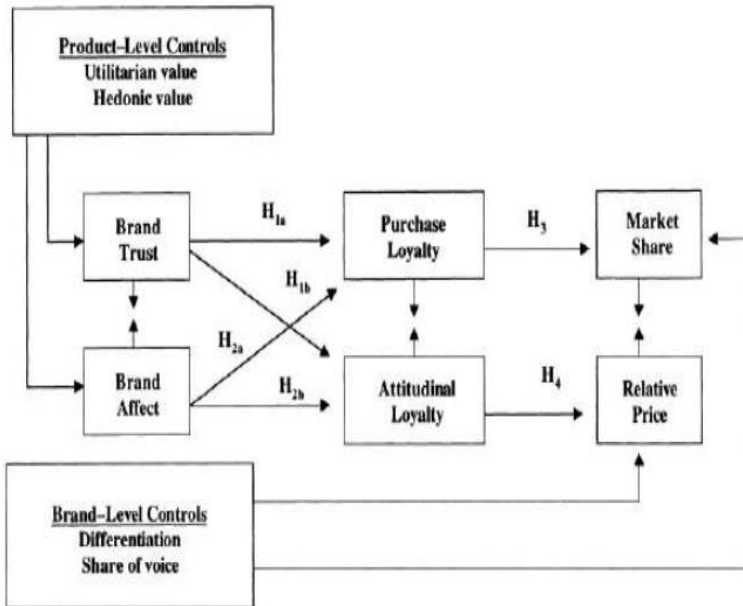 Product–Level Controls
Utilitarian value
Hedonic value
Brand
Trust
H1a
Purchase
Loyalty
H3
Market
Share
H1b
H2a
Brand
Affect
H2b
Attitudinal
Loyalty
H4
Relative
Price
Brand–Level Controls
Differentiation
Share of voice